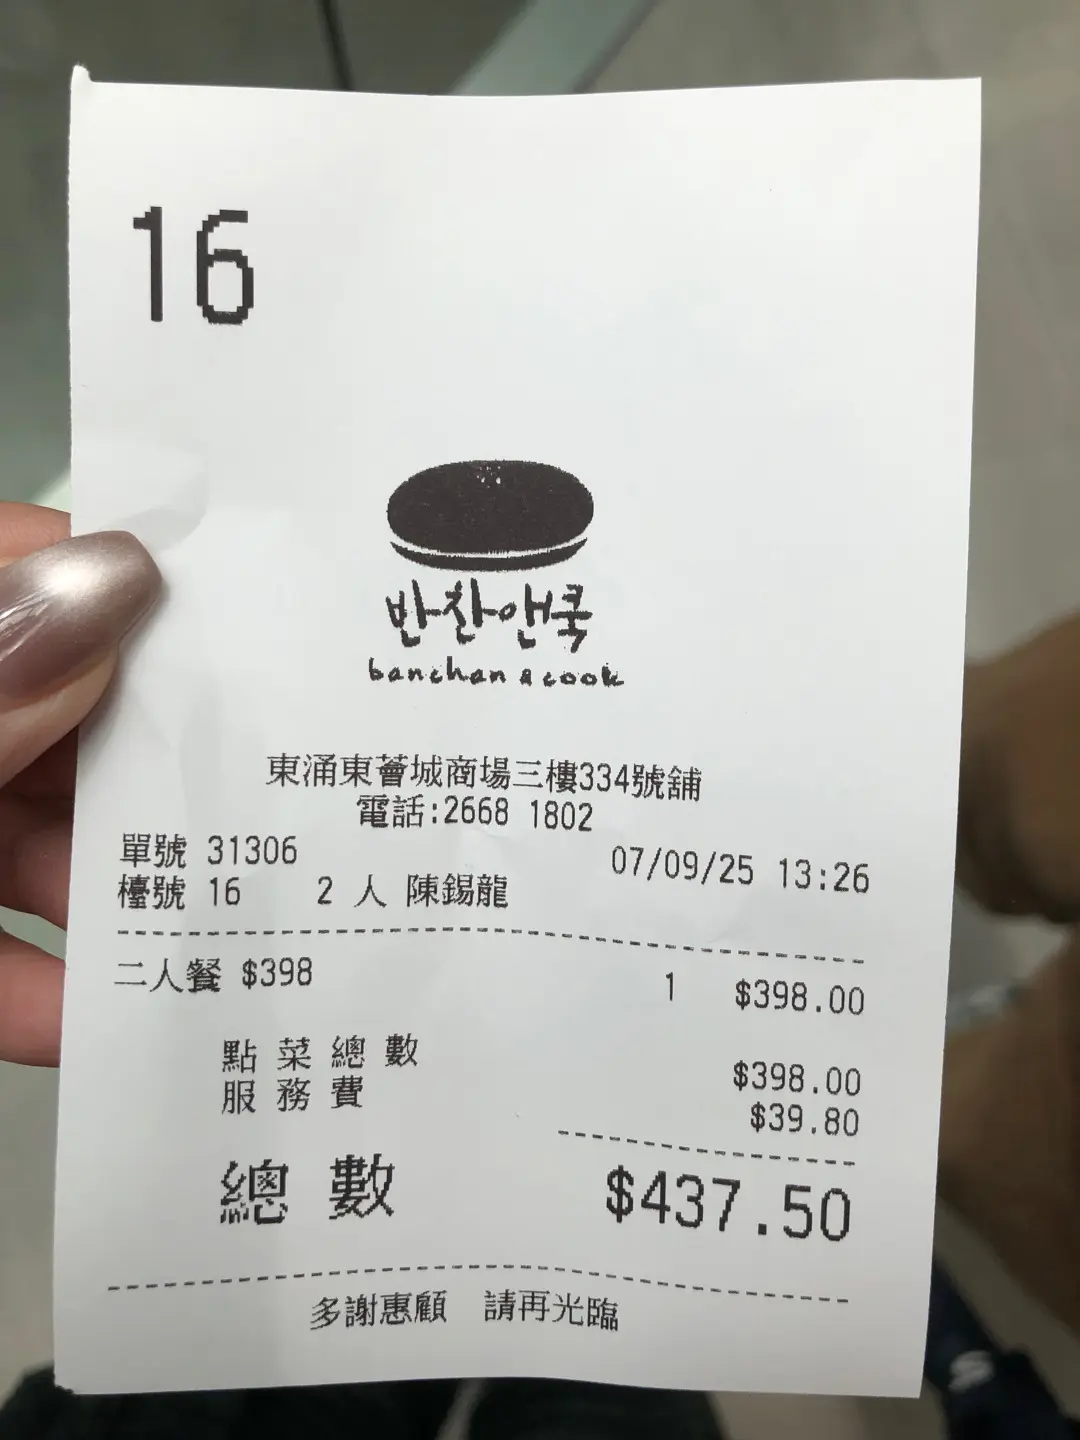 16
반찬앤쿡
banchan & cook
東涌東薈城商場三樓334號舖
電話:2668 1802
單號 31306 07/09/25 13:26
檯號 16 2 人 陳錫龍
二人餐 $398 1 $398.00
點菜總數 $398.00
服務費 $39.80
總數 $437.50
多謝惠顧 請再光臨